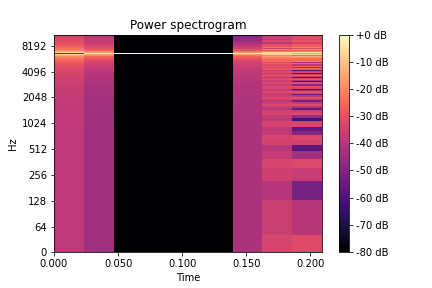 Power spectrogram
8192
4096
2048
1024
512
256
128
64
0
Hz
0.000 0.050 0.100 0.150 0.200
Time
+0 dB
-10 dB
-20 dB
-30 dB
-40 dB
-50 dB
-60 dB
-70 dB
-80 dB